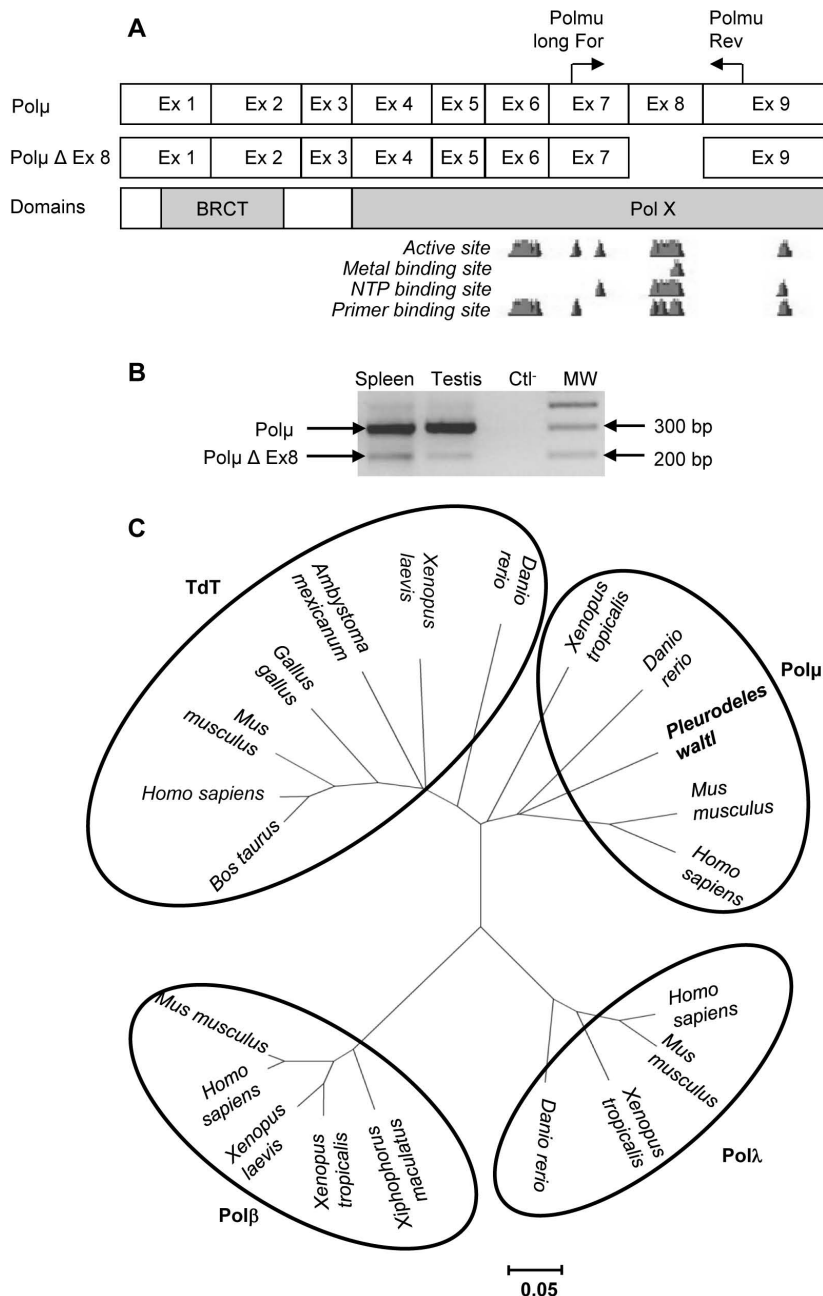 A
Polmu
long For
Polmu
Rev
Polμ
Ex 1
Ex 2
Ex 3
Ex 4
Ex 5
Ex 6
Ex 7
Ex 8
Ex 9
Polμ Δ Ex 8
Ex 1
Ex 2
Ex 3
Ex 4
Ex 5
Ex 6
Ex 7
Ex 9
Domains
BRCT
Pol X
Active site
Metal binding site
NTP binding site
Primer binding site
B
Spleen
Testis
Ctl-
MW
Polμ
300 bp
Polμ Δ Ex8
200 bp
C
TdT
Ambystoma
mexicanum
Xenopus
laevis
Danio
rerio
Gallus
gallus
Mus
musculus
Homo sapiens
Bos taurus
Xenopus
tropicalis
Danio
rerio
Polμ
Pleurodeles
waltl
Mus
musculus
Homo
sapiens
Mus musculus
Homo
sapiens
Xenopus
laevis
Xenopus
tropicalis
Xiphophorus
maculatus
Polβ
Homo
sapiens
Mus
musculus
Xenopus
tropicalis
Danio rerio
Polλ
0.05